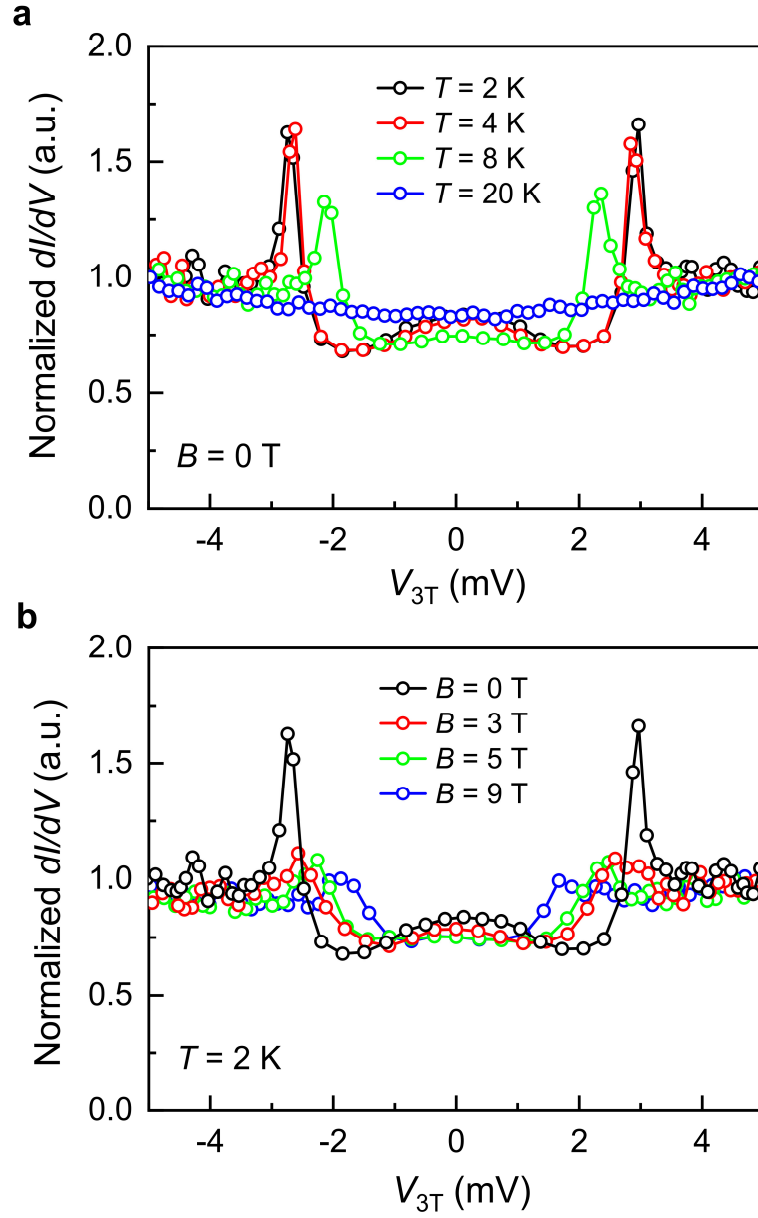 a
2.0
T = 2 K
T = 4 K
1.5
T = 8 K
T = 20 K
1.0
0.5
B = 0 T
0.0
-4 -2 0 2 4
Normalized dI/dV (a.u.)
V3T (mV)
b
2.0
B = 0 T
B = 3 T
1.5
B = 5 T
B = 9 T
1.0
0.5
T = 2 K
0.0
-4 -2 0 2 4
Normalized dI/dV (a.u.)
V3T (mV)